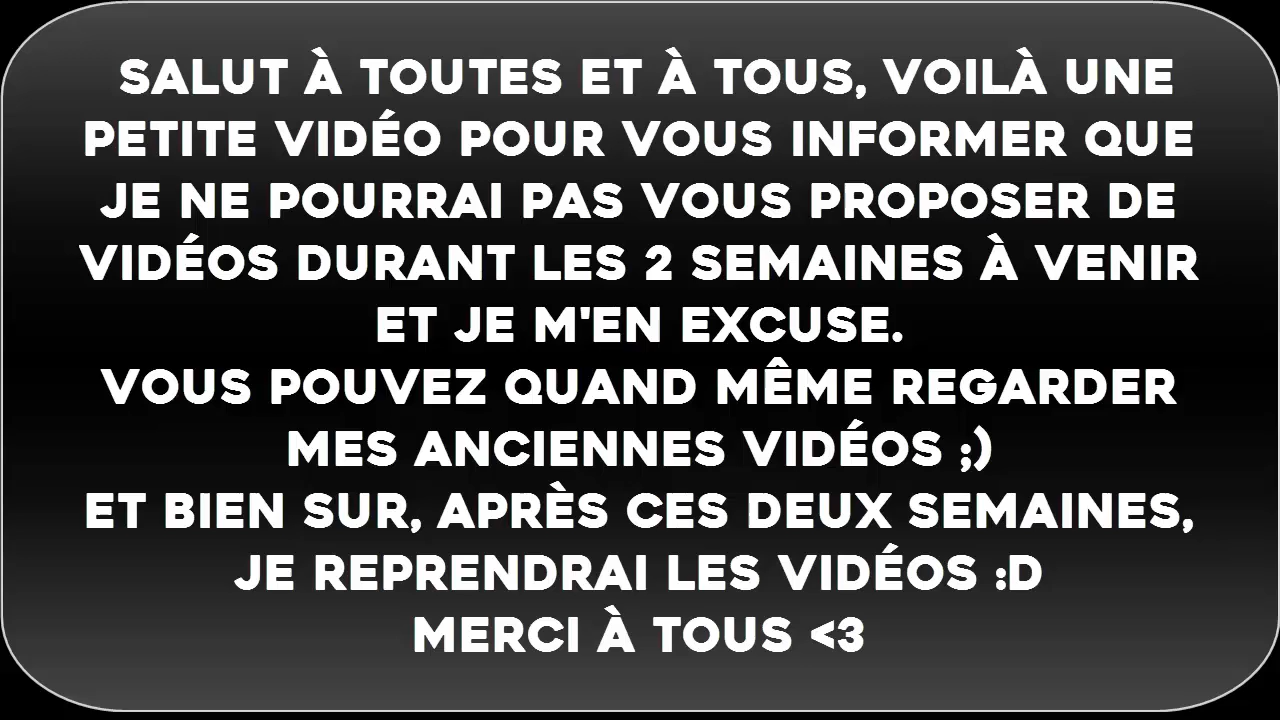 SALUT À TOUTES ET À TOUS, VOILÀ UNE
PETITE VIDÉO POUR VOUS INFORMER QUE
JE NE POURRAI PAS VOUS PROPOSER DE
VIDÉOS DURANT LES 2 SEMAINES À VENIR
ET JE M'EN EXCUSE.
VOUS POUVEZ QUAND MÊME REGARDER
MES ANCIENNES VIDÉOS ;)
ET BIEN SUR, APRÈS CES DEUX SEMAINES,
JE REPRENDRAI LES VIDÉOS :D
MERCI À TOUS <3